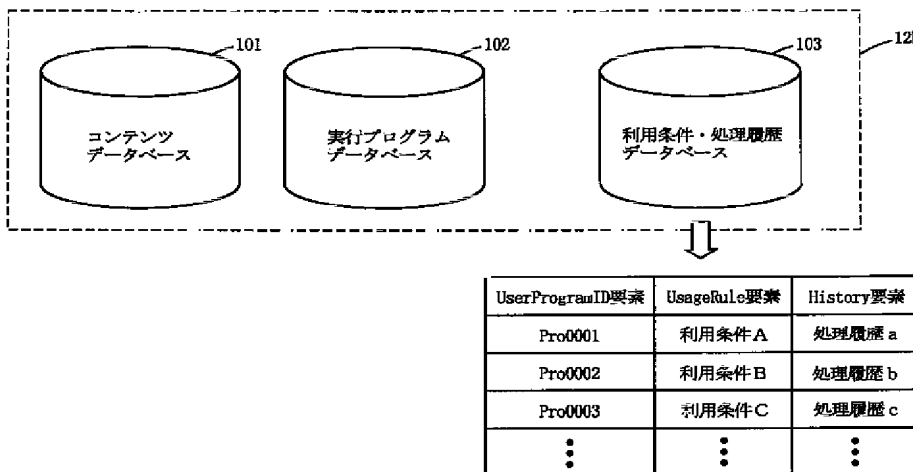 101
102
103
コンテンツ
データベース
実行プログラム
データベース
利用条件・処理履歴
データベース
UserProgramID要素 UsageRule要素 History要素
Pro0001 利用条件A 処理履歴a
Pro0002 利用条件B 処理履歴b
Pro0003 利用条件C 処理履歴c